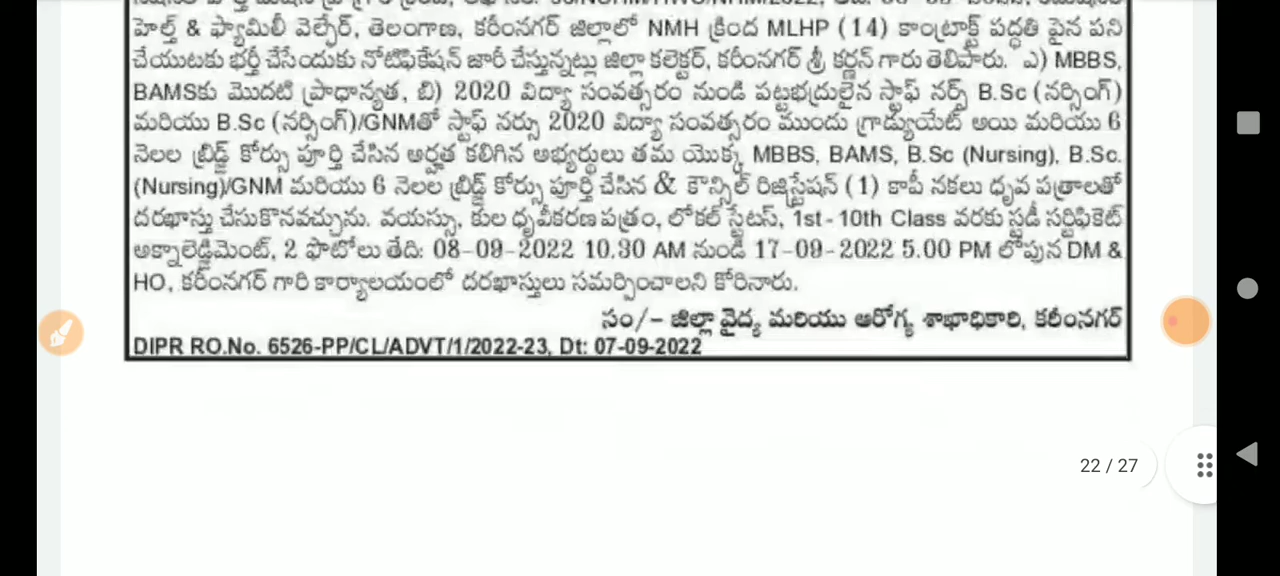 హెల్త్ & ఫ్యామిలీ వెల్ఫేర్, తెలంగాణ, కరీంనగర్ జిల్లాలో NMH క్రింద MLHP (14) కాంట్రాక్ట్ పద్ధతి పైన పని
చేయుటకు భర్తీ చేసేందుకు నోటిఫికేషన్ జారీ చేస్తున్నట్లు జిల్లా కలెక్టర్, కరీంనగర్ శ్రీ కర్ణన్ గారు తెలిపారు. ఎ) MBBS,
BAMSకు మొదటి ప్రాధాన్యత, బి) 2020 విద్యా సంవత్సరం నుండి పట్టభద్రులైన స్టాఫ్ నర్స్ B.Sc (నర్సింగ్)
మరియు B.Sc (నర్సింగ్)/GNMతో స్టాఫ్ నర్సు 2020 విద్యా సంవత్సరం ముందు గ్రాడ్యుయేట్ అయి మరియు 6
నెలల బ్రిడ్జ్ కోర్సు పూర్తి చేసిన అర్హత కలిగిన అభ్యర్థులు తమ యొక్క MBBS, BAMS, B.Sc (Nursing), B.Sc.
(Nursing)/GNM మరియు 6 నెలల బ్రిడ్జ్ కోర్సు పూర్తి చేసిన & కౌన్సిల్ రిజిస్ట్రేషన్ (1) కాపీ నకలు ధృవ పత్రాలతో
దరఖాస్తు చేసుకొనవచ్చును. వయస్సు, కుల ధృవీకరణ పత్రం, లోకల్ స్టేటస్, 1st - 10th Class వరకు స్టడీ సర్టిఫికెట్
అక్నాలెడ్జిమెంట్, 2 ఫొటోలు తేది: 08-09-2022 10.30 AM నుండి 17-09-2022 5.00 PM లోపున DM &
HO, కరీంనగర్ గారి కార్యాలయంలో దరఖాస్తులు సమర్పించాలని కోరినారు.
సం/- జిల్లా వైద్య మరియు ఆరోగ్య శాఖాధికారి, కరీంనగర్
DIPR RO.No. 6526-PP/CL/ADVT/1/2022-23, Dt: 07-09-2022
22 / 27